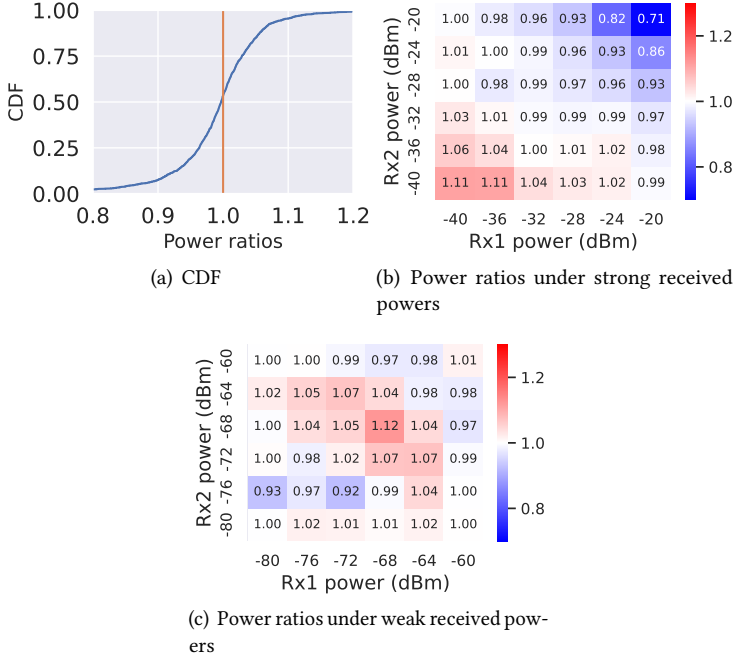 1.00
0.75
0.50
0.25
0.00
CDF
0.8 0.9 1.0 1.1 1.2
Power ratios
(a) CDF
Rx2 power (dBm)
-20 1.00 0.98 0.96 0.93 0.82 0.71
-24 1.01 1.00 0.99 0.96 0.93 0.86
-28 1.00 0.98 0.99 0.97 0.96 0.93
-32 1.03 1.01 0.99 0.99 0.99 0.97
-36 1.06 1.04 1.00 1.01 1.02 0.98
-40 1.11 1.11 1.04 1.03 1.02 0.99
-40 -36 -32 -28 -24 -20
Rx1 power (dBm)
1.2
1.0
0.8
(b) Power ratios under strong received
powers
Rx2 power (dBm)
-60 1.00 1.00 0.99 0.97 0.98 1.01
-64 1.02 1.05 1.07 1.04 0.98 0.98
-68 1.00 1.04 1.05 1.12 1.04 0.97
-72 1.00 0.98 1.02 1.07 1.07 0.99
-76 0.93 0.97 0.92 0.99 1.04 1.00
-80 1.00 1.02 1.01 1.01 1.02 1.00
-80 -76 -72 -68 -64 -60
Rx1 power (dBm)
1.2
1.0
0.8
(c) Power ratios under weak received pow-
ers